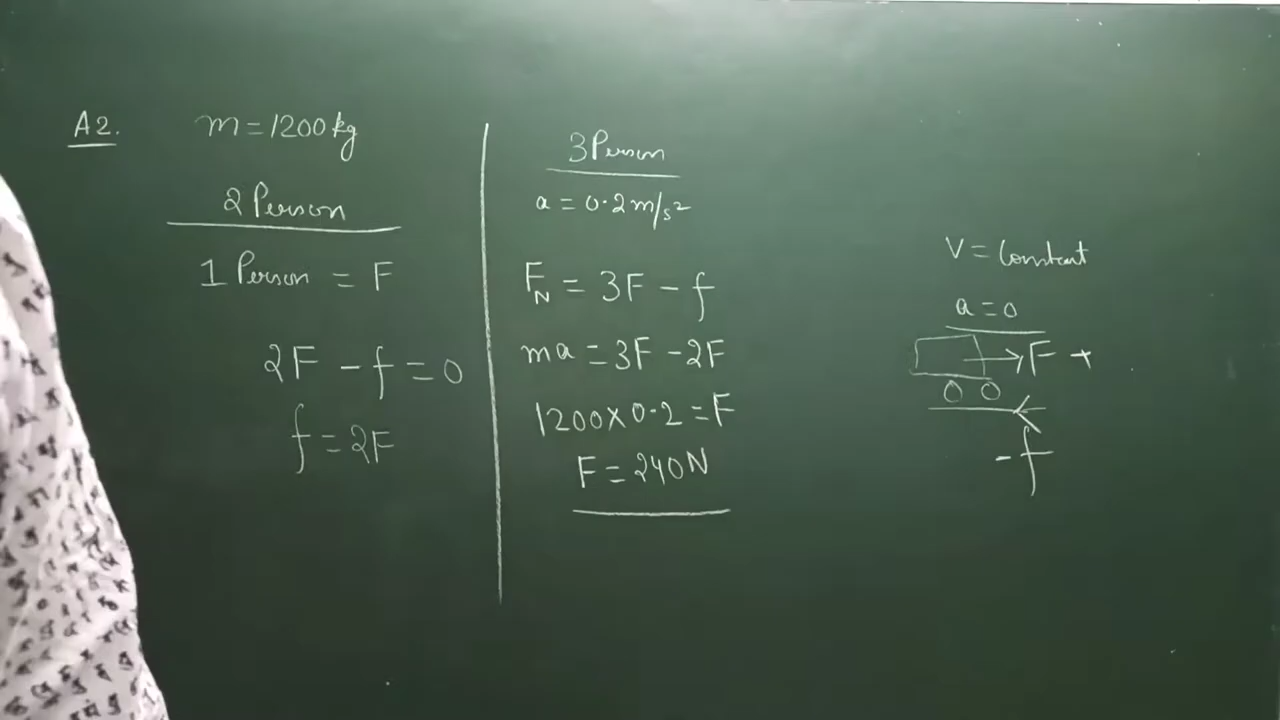 A2.
m = 1200 kg
2 Person
1 Person = F
2F - f = 0
f = 2F
3 Person
a = 0.2 m/s²
F_N = 3F - f
ma = 3F - 2F
1200 × 0.2 = F
F = 240 N
V = Constant
a = 0
F +
- f